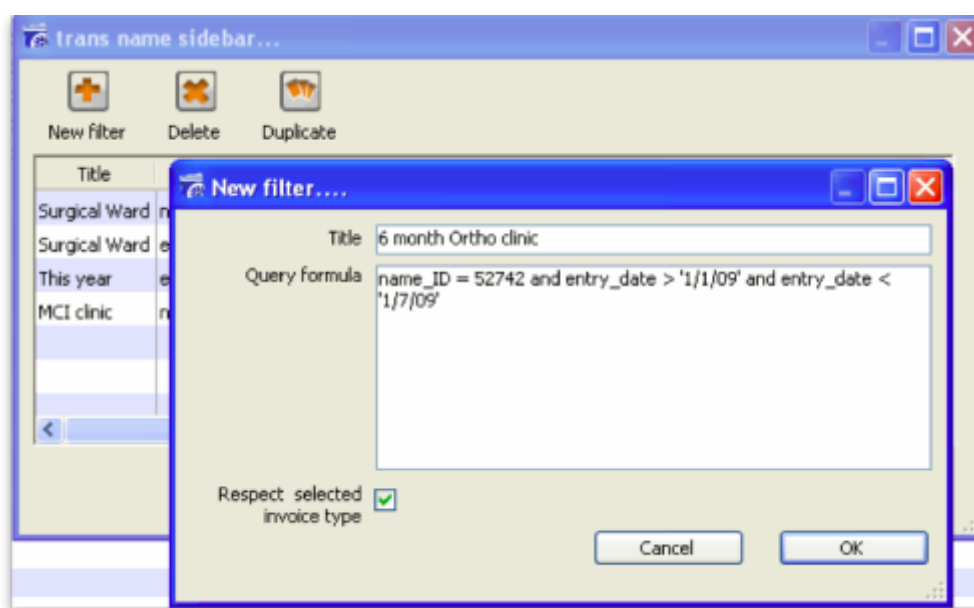 trans name sidebar...
New filter Delete Duplicate
Title
Surgical Ward n
Surgical Ward e
This year e
MCI clinic n
New filter....
Title 6 month Ortho clinic
Query formula name_ID = 52742 and entry_date > '1/1/09' and entry_date <
'1/7/09'
Respect selected
invoice type
Cancel OK